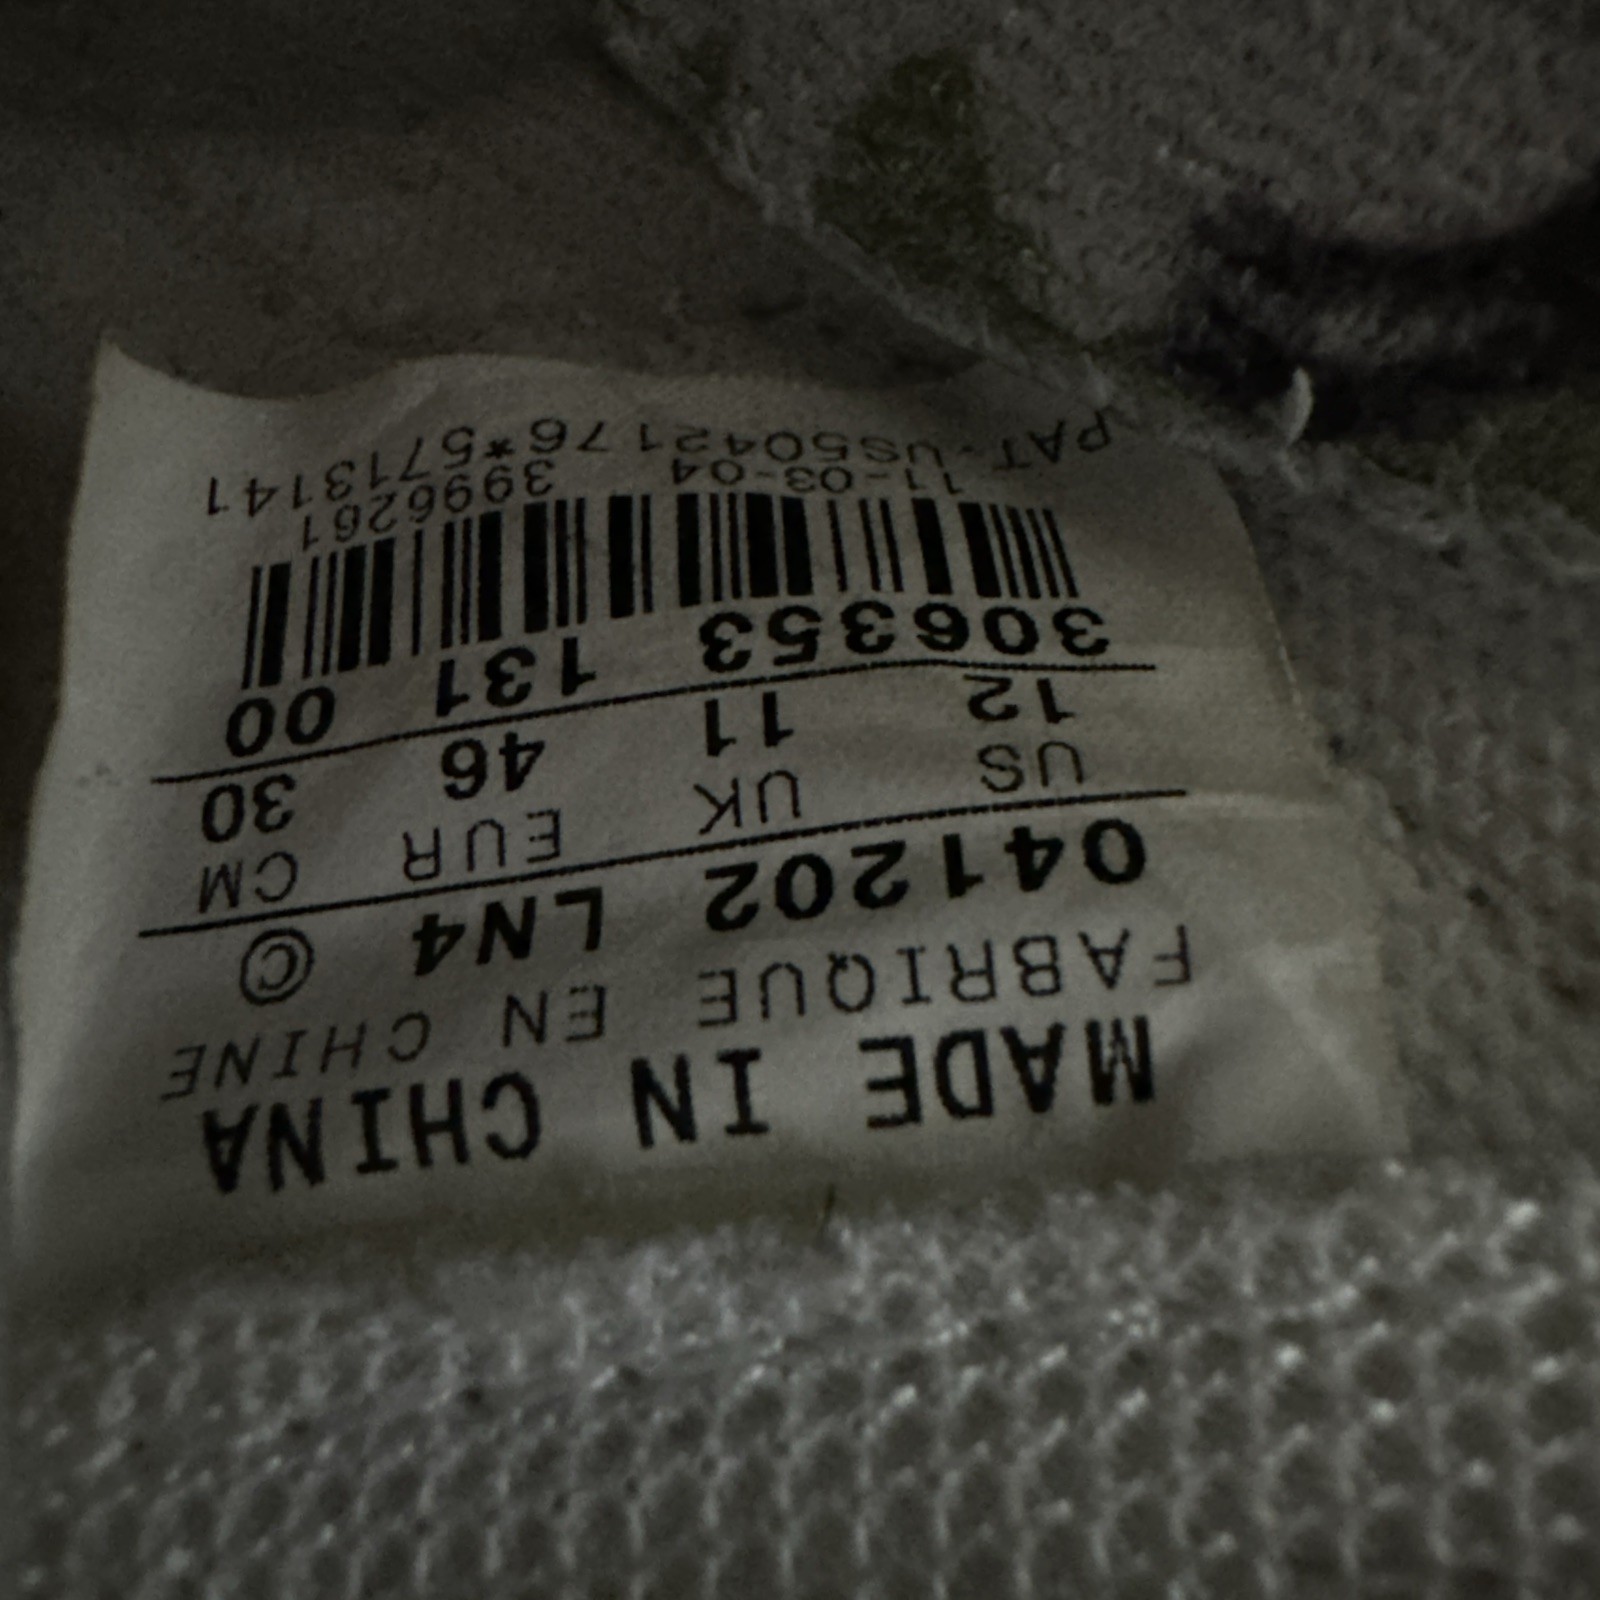 MADE IN CHINA
FABRIQUE EN CHINE
041202 LN4 ©
US UK EUR CM
12 11 46 30
306353 131 00
11-03-04 3996261
PAT-US5042176*5713141